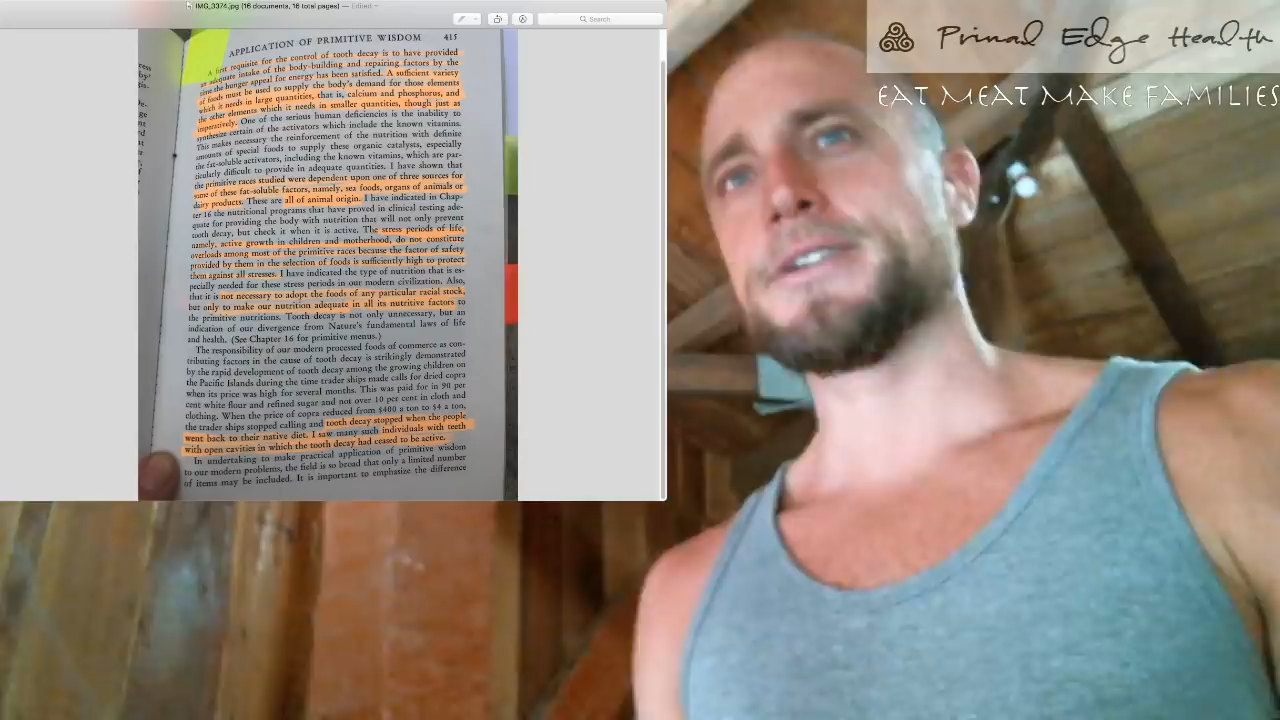 IMG_3374.jpg (16 documents, 16 total pages) — Edited
Search
Primal Edge Health
EAT MEAT MAKE FAMILIES
APPLICATION OF PRIMITIVE WISDOM 415
A first requisite for the control of tooth decay is to have provided
an adequate intake of the body-building and repairing factors by the
time the hunger appeal for energy has been satisfied. A sufficient variety
of foods must be used to supply the body's demand for those elements
which it needs in large quantities, that is, calcium and phosphorus, and
the other elements which it needs in smaller quantities, though just as
imperatively. One of the serious human deficiencies is the inability to
synthesize certain of the activators which include the known vitamins.
This makes necessary the reinforcement of the nutrition with definite
amounts of special foods to supply these organic catalysts, especially
the fat-soluble activators, including the known vitamins, which are par-
ticularly difficult to provide in adequate quantities. I have shown that
the primitive races studied were dependent upon one of three sources for
some of these fat-soluble factors, namely, sea foods, organs of animals or
dairy products. These are all of animal origin. I have indicated in Chap-
ter 16 the nutritional programs that have proved in clinical testing ade-
quate for providing the body with nutrition that will not only prevent
tooth decay, but check it when it is active. The stress periods of life,
namely, active growth in children and motherhood, do not constitute
overloads among most of the primitive races because the factor of safety
provided by them in the selection of foods is sufficiently high to protect
them against all stresses. I have indicated the type of nutrition that is es-
pecially needed for these stress periods in our modern civilization. Also,
that it is not necessary to adopt the foods of any particular racial stock,
but only to make our nutrition adequate in all its nutritive factors to
the primitive nutritions. Tooth decay is not only unnecessary, but an
indication of our divergence from Nature's fundamental laws of life
and health. (See Chapter 16 for primitive menus.)
The responsibility of our modern processed foods of commerce as con-
tributing factors in the cause of tooth decay is strikingly demonstrated
by the rapid development of tooth decay among the growing children on
the Pacific Islands during the time trader ships made calls for dried copra
when its price was high for several months. This was paid for in 90 per
cent white flour and refined sugar and not over 10 per cent in cloth and
clothing. When the price of copra reduced from $400 a ton to $4 a ton,
the trader ships stopped calling and tooth decay stopped when the people
went back to their native diet. I saw many such individuals with teeth
with open cavities in which the tooth decay had ceased to be active.
In undertaking to make practical application of primitive wisdom
to our modern problems, the field is so broad that only a limited number
of items may be included. It is important to emphasize the difference